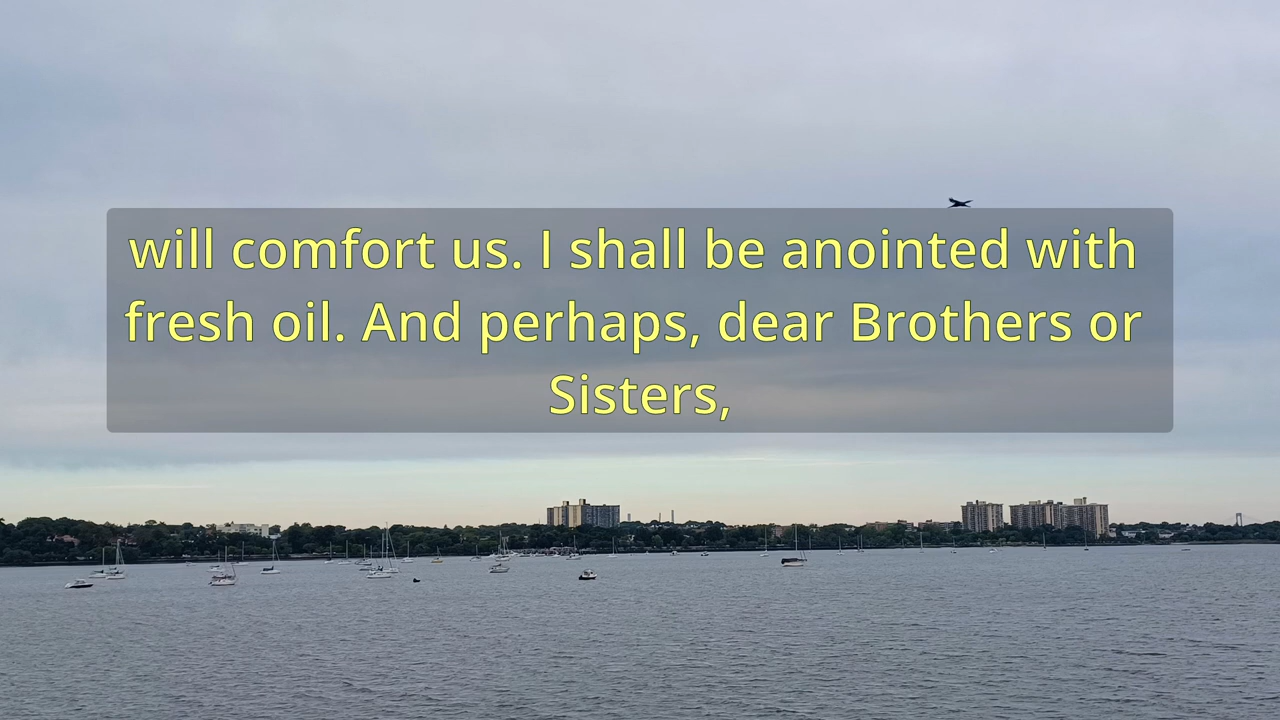 will comfort us. I shall be anointed with
fresh oil. And perhaps, dear Brothers or
Sisters,